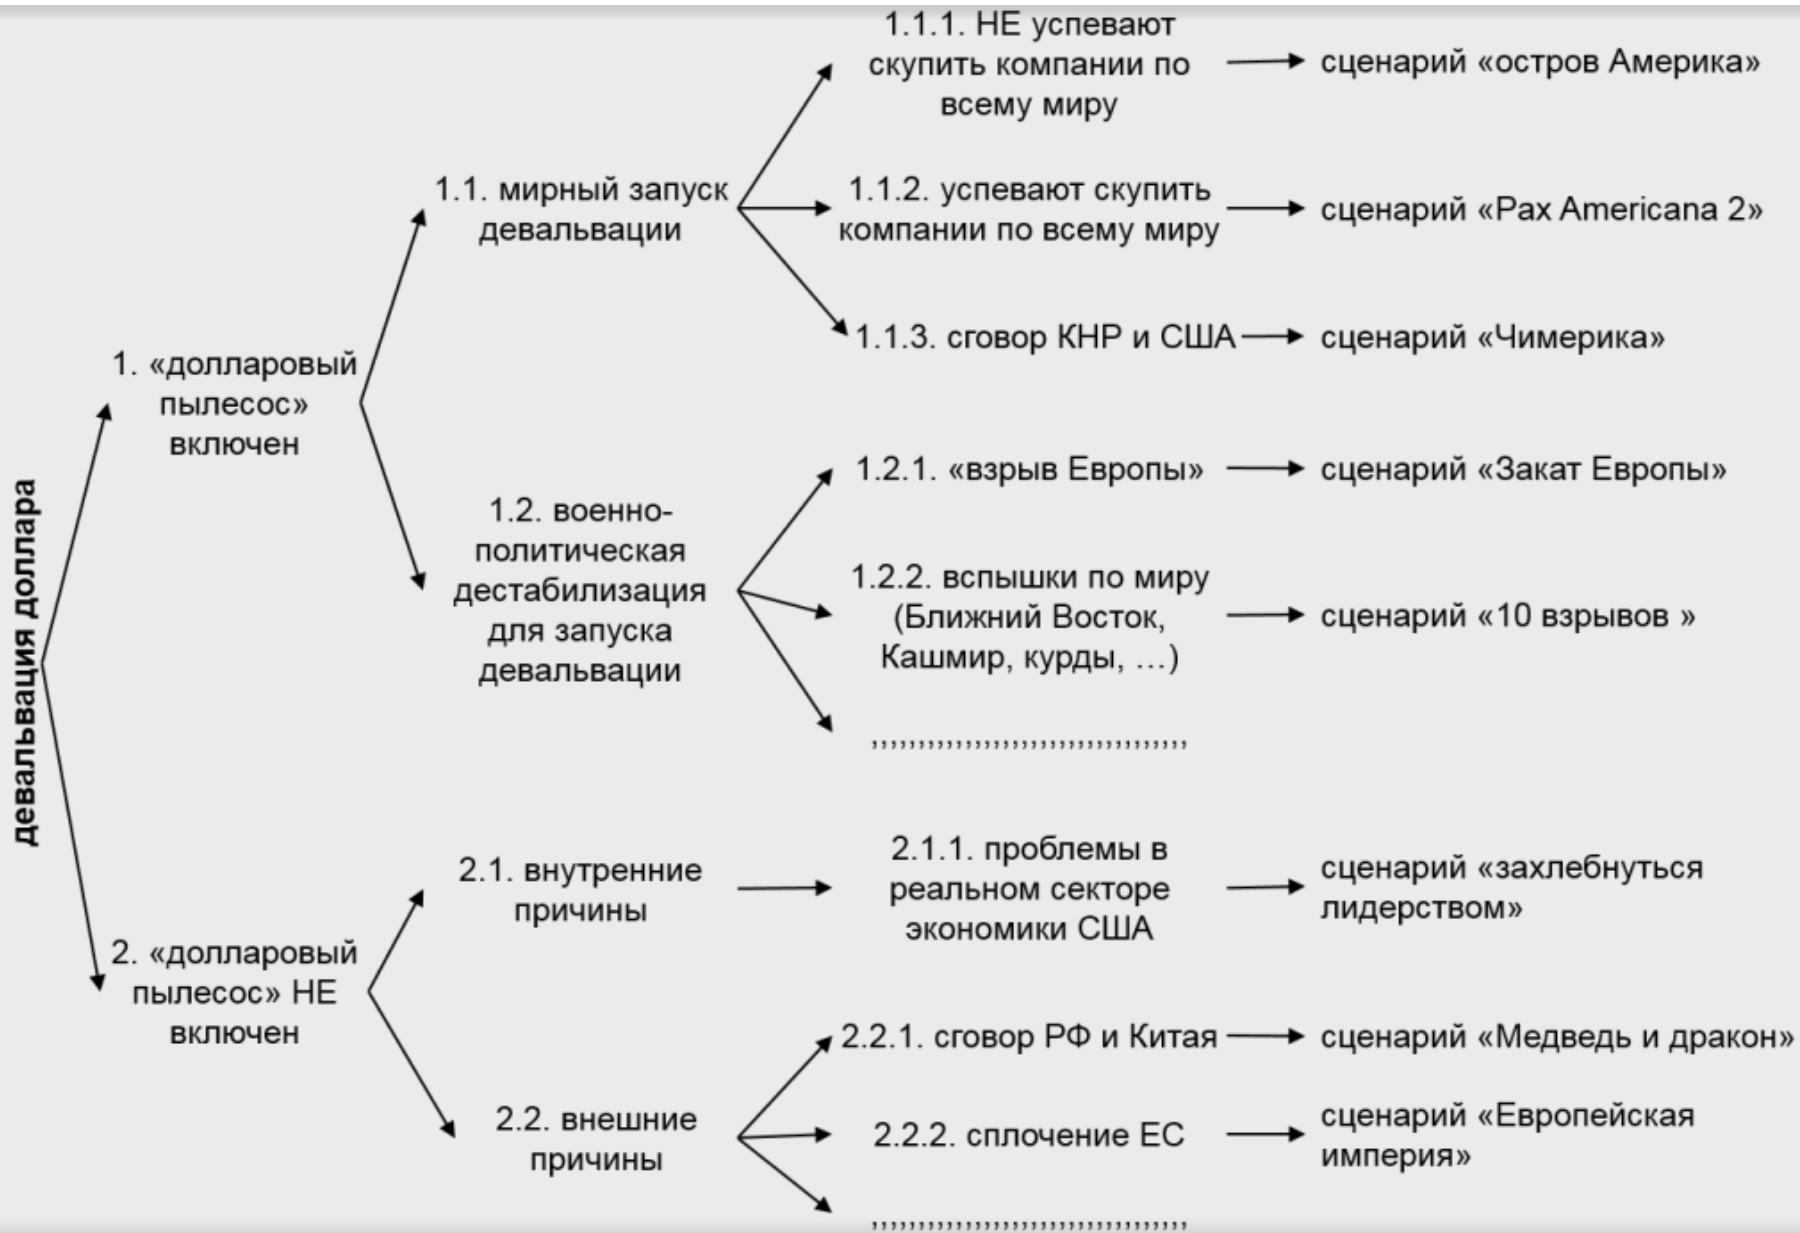 девальвация доллара
1. «долларовый
пылесос»
включен
1.1. мирный запуск
девальвации
1.1.1. НЕ успевают
скупить компании по
всему миру
сценарий «остров Америка»
1.1.2. успевают скупить
компании по всему миру
сценарий «Pax Americana 2»
1.1.3. сговор КНР и США
сценарий «Чимерика»
1.2. военно-
политическая
дестабилизация
для запуска
девальвации
1.2.1. «взрыв Европы»
сценарий «Закат Европы»
1.2.2. вспышки по миру
(Ближний Восток,
Кашмир, курды, …)
сценарий «10 взрывов »
,,,,,,,,,,,,,,,,,,,,,,,,,,,,,,,,,,
2. «долларовый
пылесос» НЕ
включен
2.1. внутренние
причины
2.1.1. проблемы в
реальном секторе
экономики США
сценарий «захлебнуться
лидерством»
2.2. внешние
причины
2.2.1. сговор РФ и Китая
сценарий «Медведь и дракон»
2.2.2. сплочение ЕС
сценарий «Европейская
империя»
,,,,,,,,,,,,,,,,,,,,,,,,,,,,,,,,,,